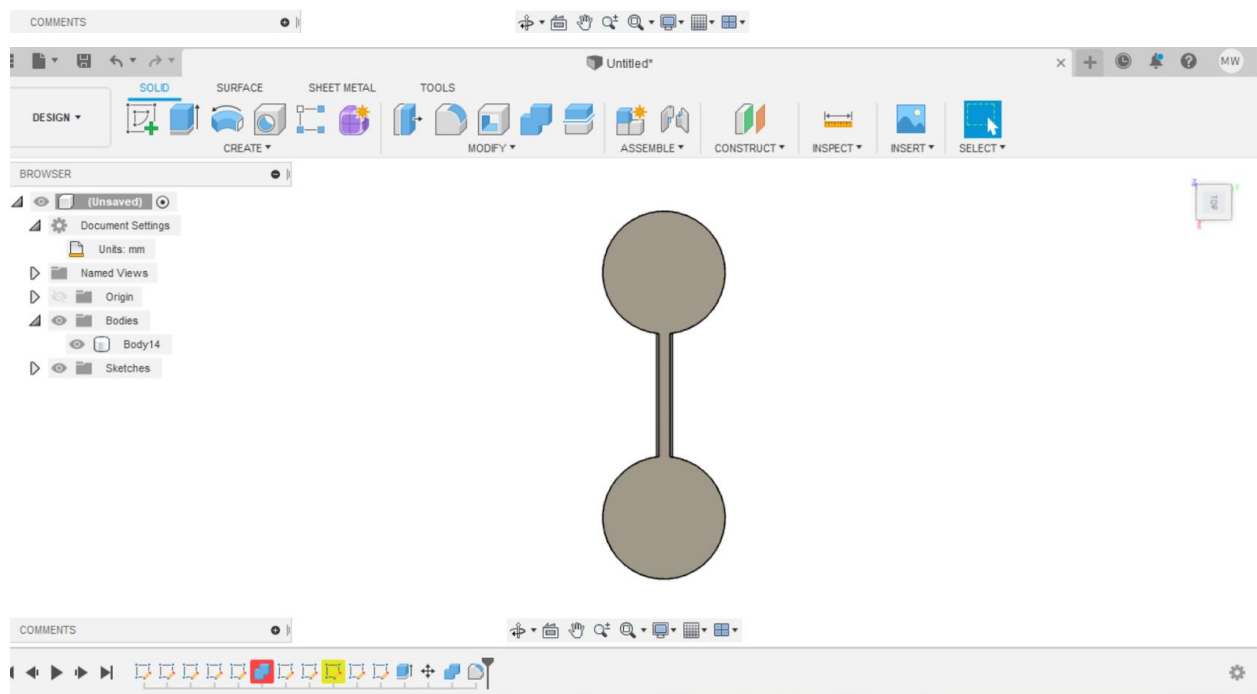 COMMENTS
Untitled*
MW
SOLID SURFACE SHEET METAL TOOLS
DESIGN
CREATE MODIFY ASSEMBLE CONSTRUCT INSPECT INSERT SELECT
BROWSER
(Unsaved)
TOP
Document Settings
Units: mm
Named Views
Origin
Bodies
Body14
Sketches
COMMENTS